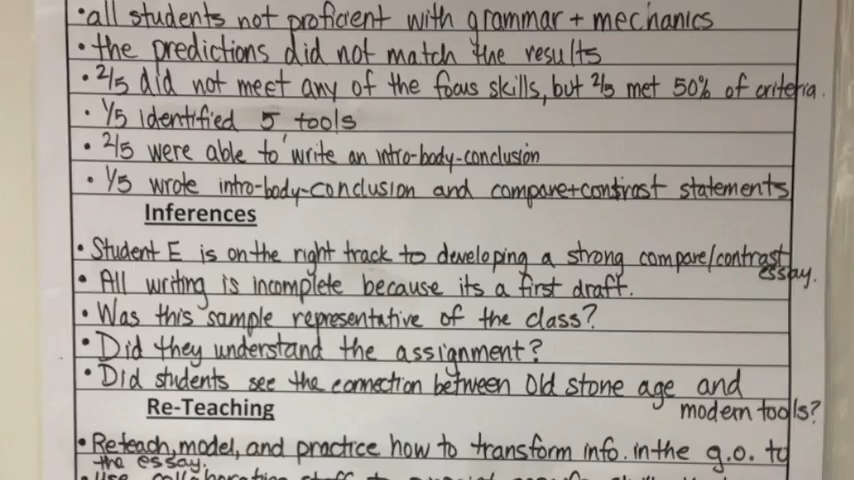 •all students not proficient with grammar + mechanics
• the predictions did not match the results
• 2/5 did not meet any of the focus skills, but 2/5 met 50% of criteria.
• 1/5 identified 5 tools
• 2/5 were able to write an intro-body-conclusion
• 1/5 wrote intro-body-conclusion and compare+contrast statements
Inferences
• Student E is on the right track to developing a strong compare/contrast
essay.
• All writing is incomplete because its a first draft.
• Was this sample representative of the class?
• Did they understand the assignment?
• Did students see the connection between Old stone age and
modern tools?
Re-Teaching
• Reteach, model, and practice how to transform info. in the g.o. to
the essay.
• Use